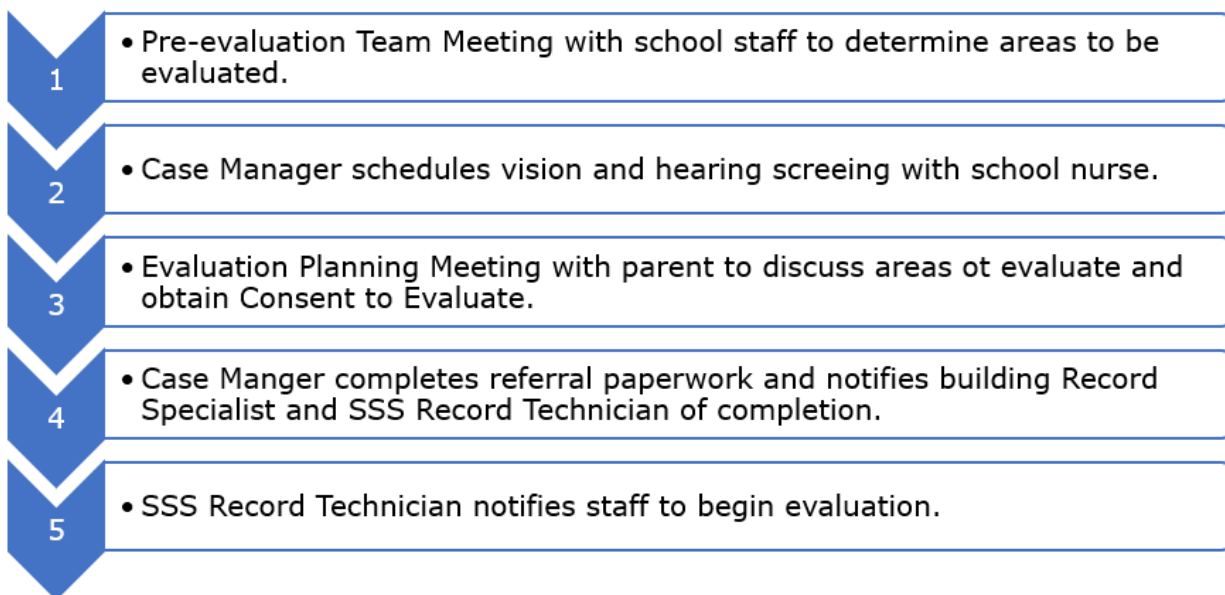 1
• Pre-evaluation Team Meeting with school staff to determine areas to be
evaluated.
2
• Case Manager schedules vision and hearing screeing with school nurse.
3
• Evaluation Planning Meeting with parent to discuss areas ot evaluate and
obtain Consent to Evaluate.
4
• Case Manger completes referral paperwork and notifies building Record
Specialist and SSS Record Technician of completion.
5
• SSS Record Technician notifies staff to begin evaluation.